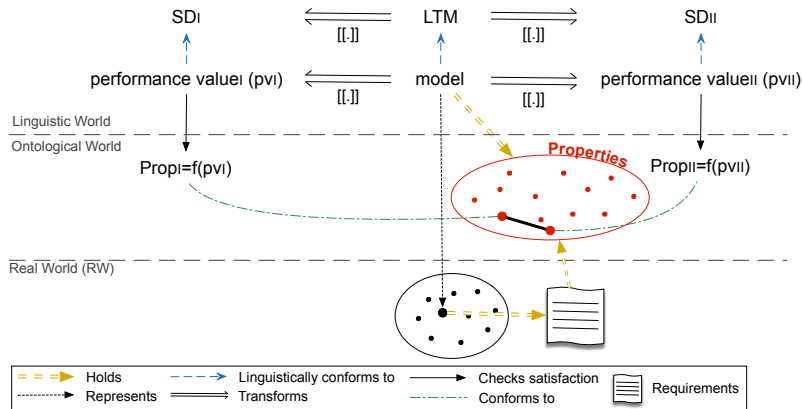 SDI LTM SDII
[[.]] [[.]]
performance valueI (pvI) model performance valueII (pvII)
[[.]] [[.]]
Linguistic World
Ontological World
Properties
PropI=f(pvI) PropII=f(pvII)
Real World (RW)
Holds Linguistically conforms to Checks satisfaction Requirements
Represents Transforms Conforms to